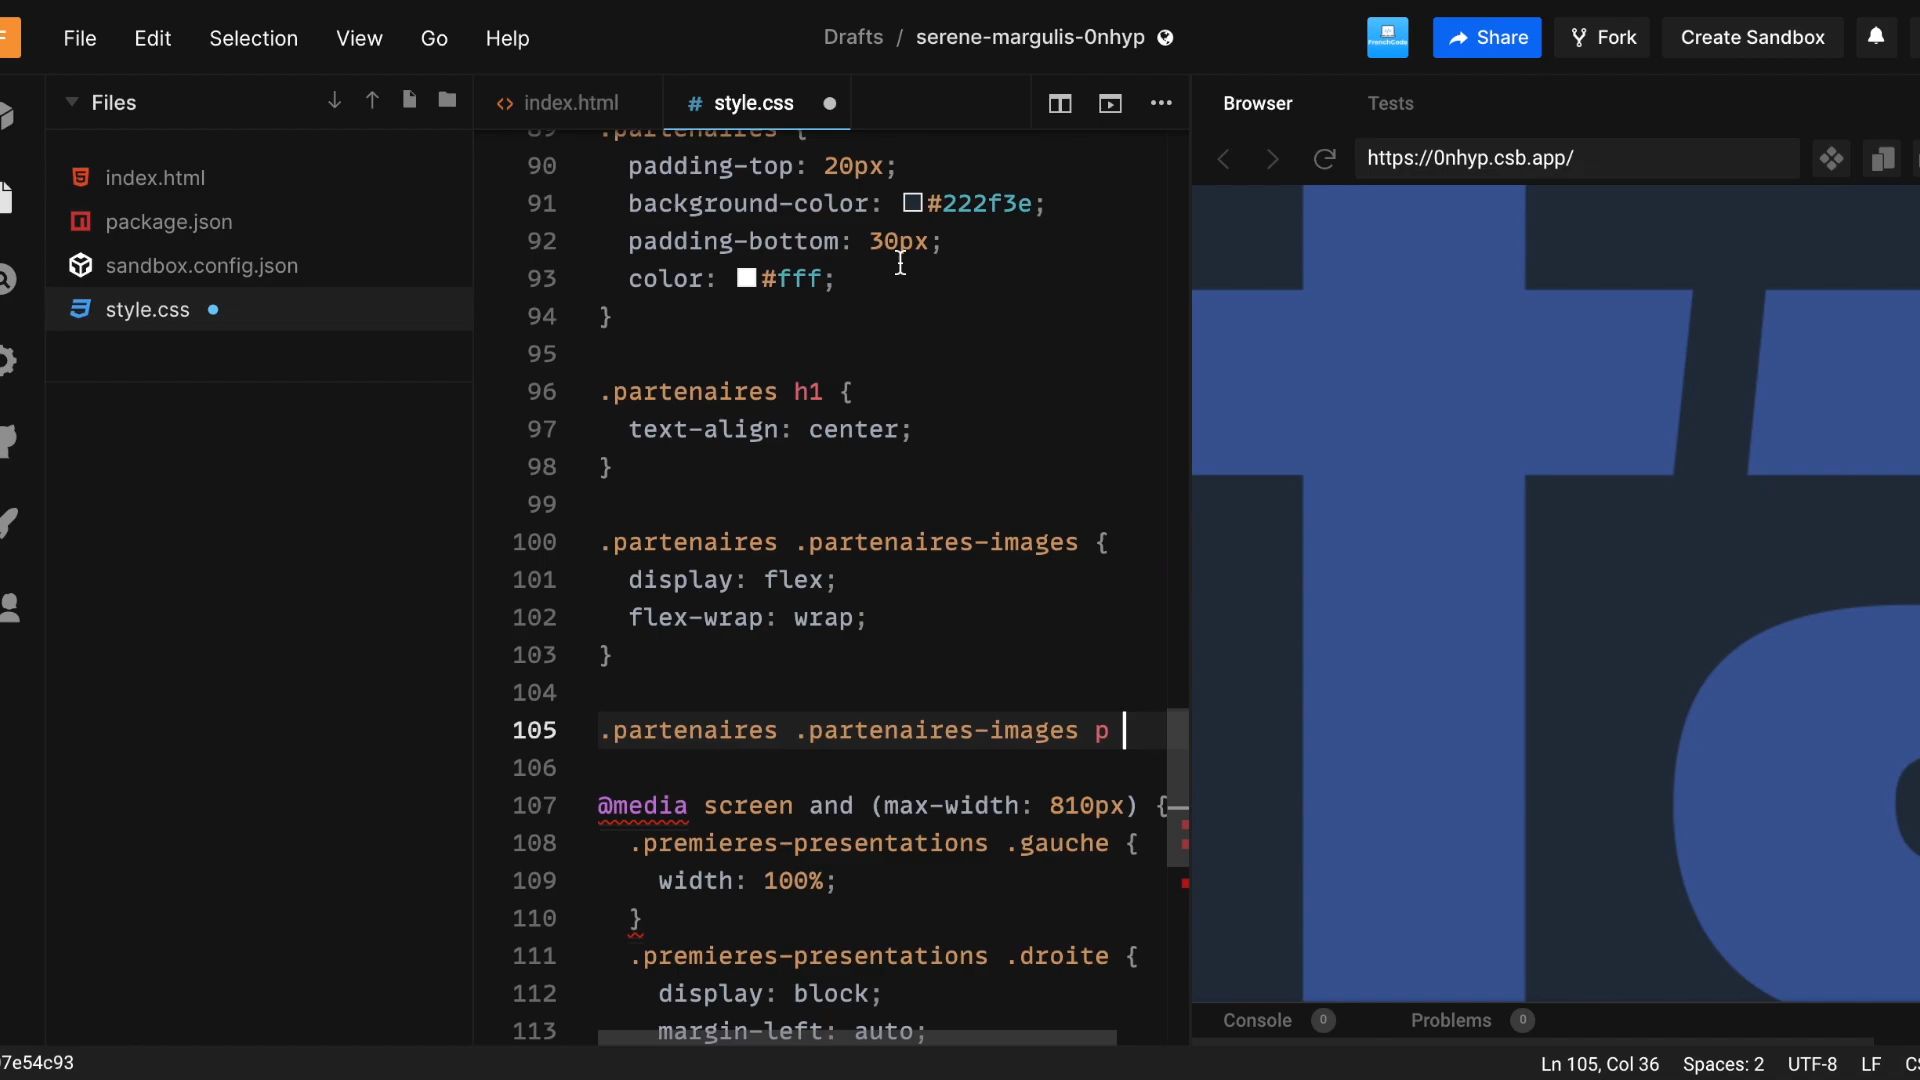 F
File Edit Selection View Go Help
Drafts / serene-margulis-0nhyp
FrenchCode
Share
Fork
Create Sandbox
Files
index.html
# style.css
Browser
Tests
https://0nhyp.csb.app/
index.html
package.json
sandbox.config.json
style.css
89 .partenaires {
90 padding-top: 20px;
91 background-color: #222f3e;
92 padding-bottom: 30px;
93 color: #fff;
94 }
95
96 .partenaires h1 {
97 text-align: center;
98 }
99
100 .partenaires .partenaires-images {
101 display: flex;
102 flex-wrap: wrap;
103 }
104
105 .partenaires .partenaires-images p
106
107 @media screen and (max-width: 810px) {
108 .premieres-presentations .gauche {
109 width: 100%;
110 }
111 .premieres-presentations .droite {
112 display: block;
113 margin-left: auto;
Console 0
Problems 0
7e54c93
Ln 105, Col 36
Spaces: 2
UTF-8
LF